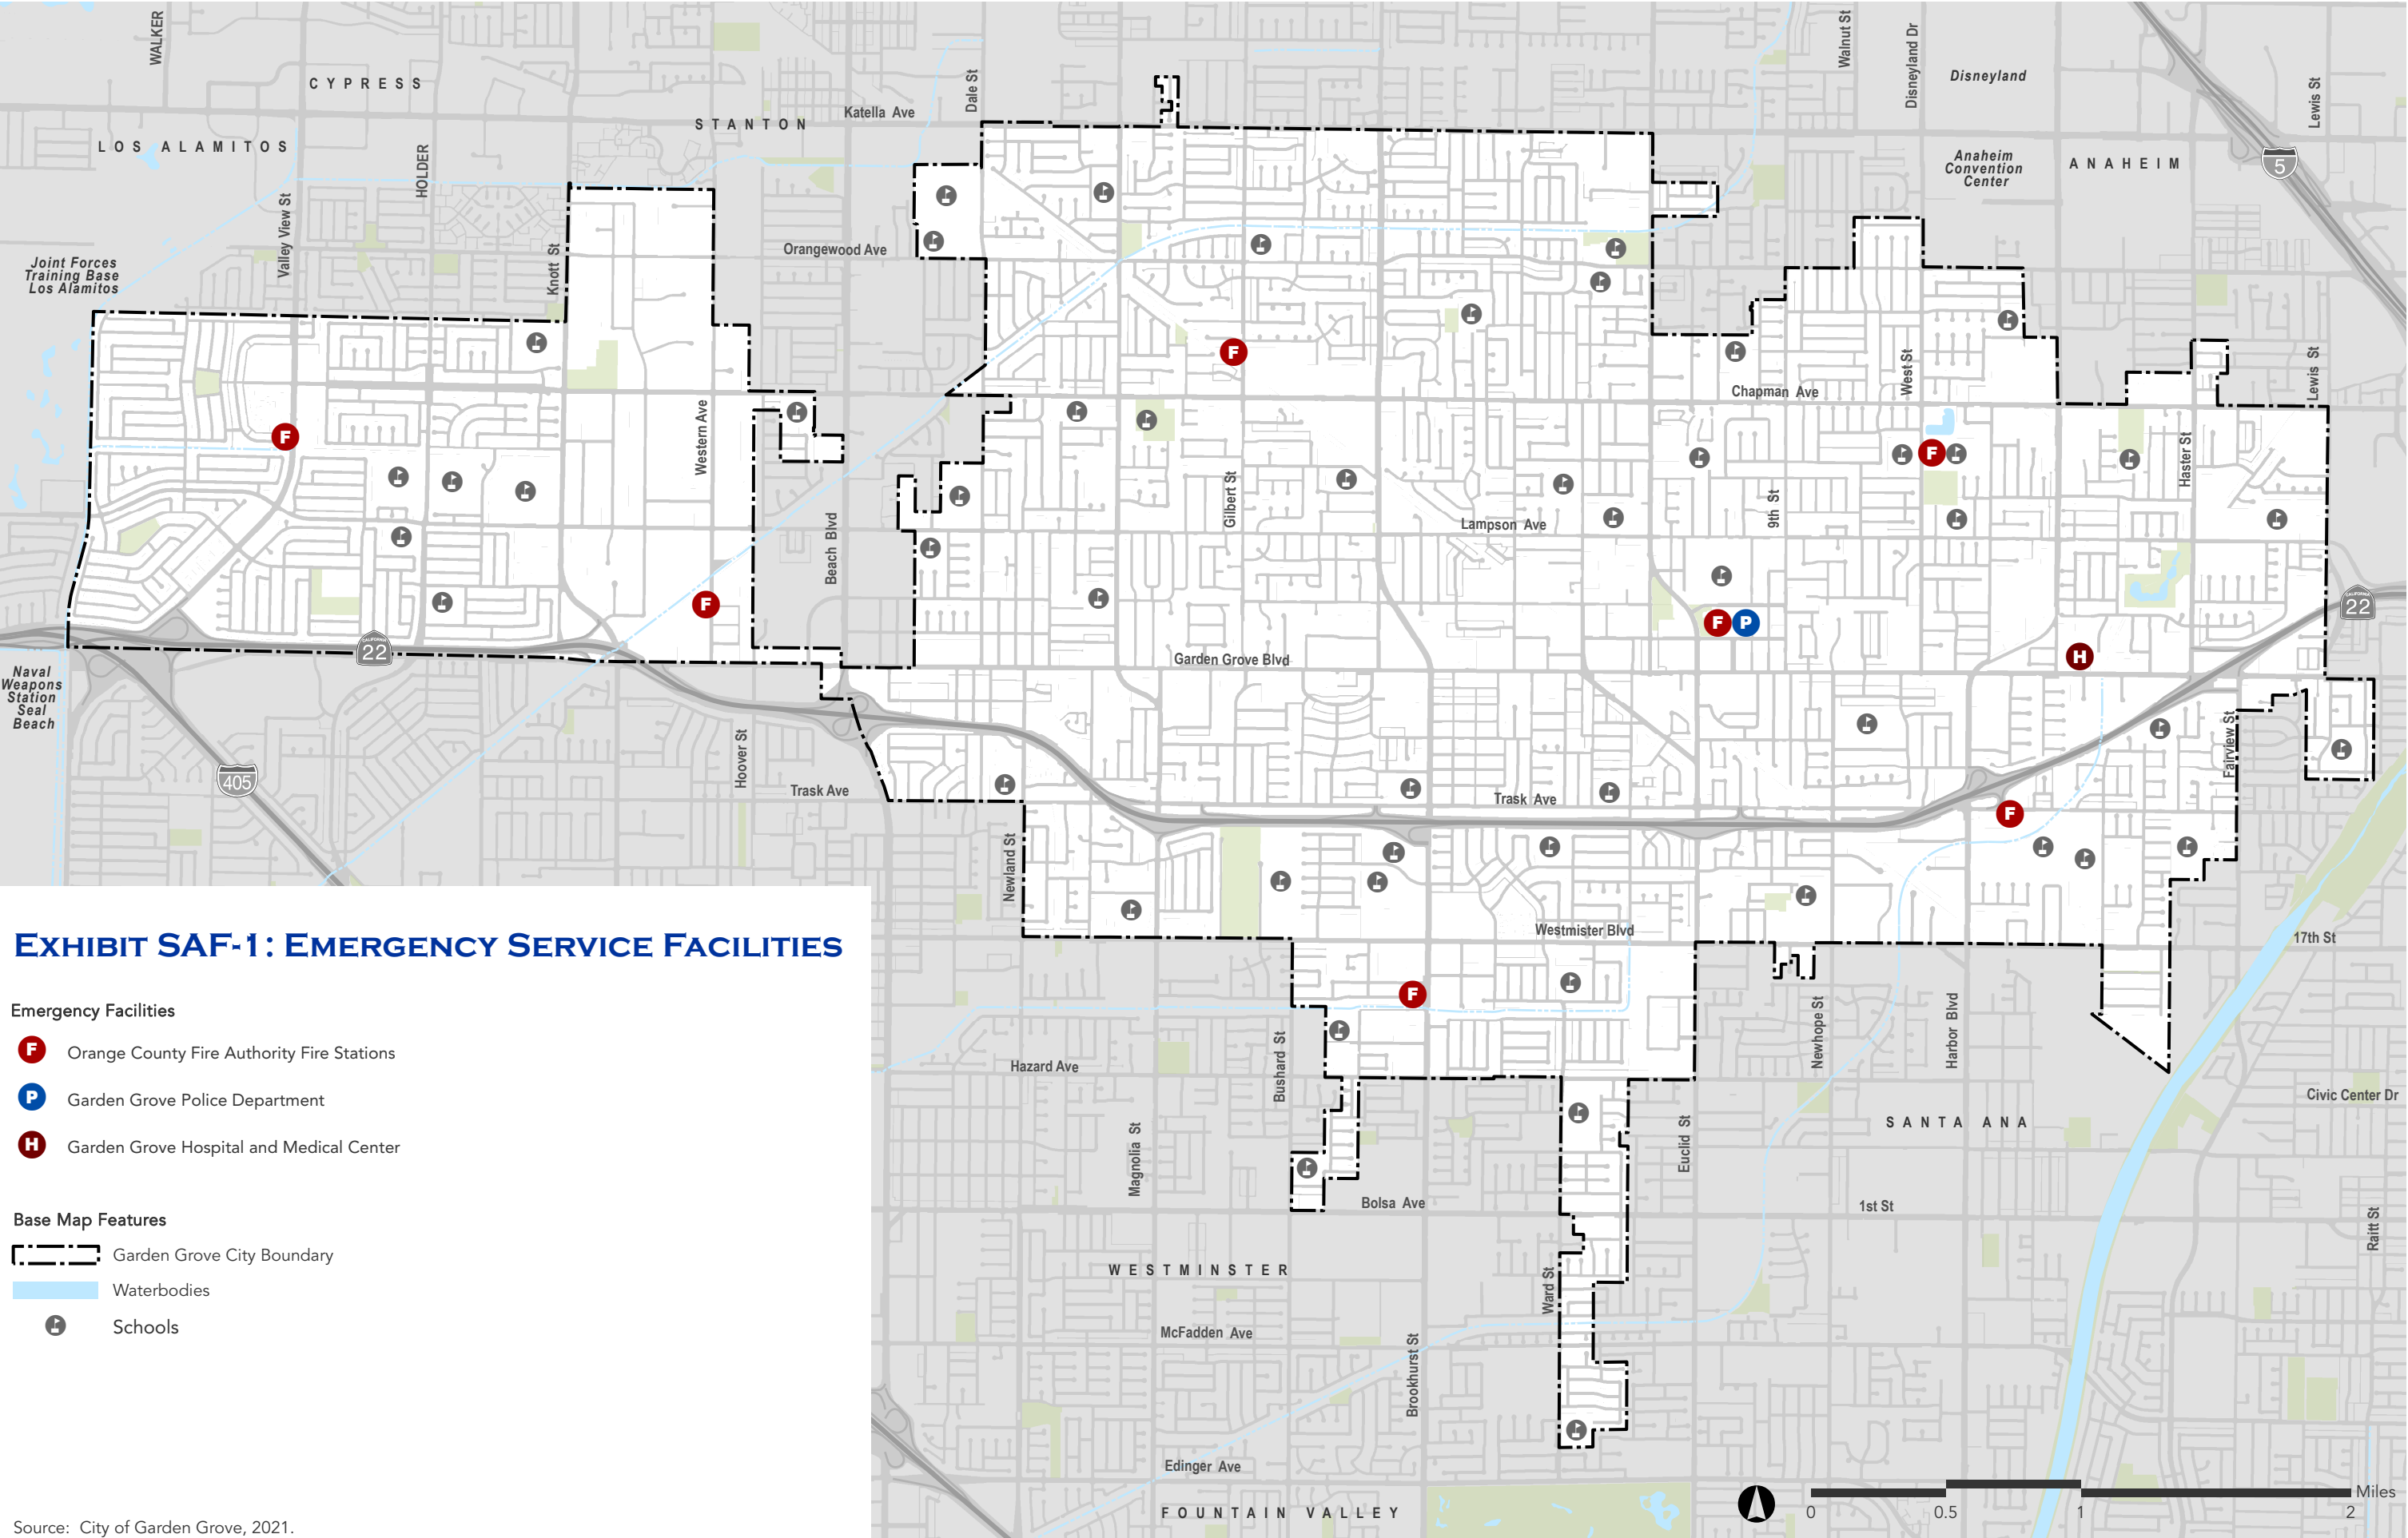 WALKER
CYPRESS
LOS ALAMITOS
HOLDER
Valley View St
STANTON
Katella Ave
Dale St
Walnut St
Disneyland Dr
Disneyland
Lewis St
Anaheim
Convention
Center
ANAHEIM
5
Joint Forces
Training Base
Los Alamitos
Knott St
Orangewood Ave
Western Ave
Beach Blvd
Gilbert St
Chapman Ave
West St
Lewis St
Haster St
9th St
Lampson Ave
F
F
F
F
F
P
H
F
F
22
22
Garden Grove Blvd
Naval
Weapons
Station
Seal
Beach
405
Hoover St
Trask Ave
Trask Ave
Fairview St
Newland St
Westmister Blvd
17th St
Hazard Ave
Bushard St
Magnolia St
Newhope St
Harbor Blvd
Civic Center Dr
SANTA ANA
Euclid St
Bolsa Ave
1st St
Raitt St
WESTMINSTER
Ward St
McFadden Ave
Brookhurst St
Edinger Ave
FOUNTAIN VALLEY
0
0.5
1
2
Miles
EXHIBIT SAF-1: EMERGENCY SERVICE FACILITIES
Emergency Facilities
F Orange County Fire Authority Fire Stations
P Garden Grove Police Department
H Garden Grove Hospital and Medical Center
Base Map Features
Garden Grove City Boundary
Waterbodies
Schools
Source: City of Garden Grove, 2021.